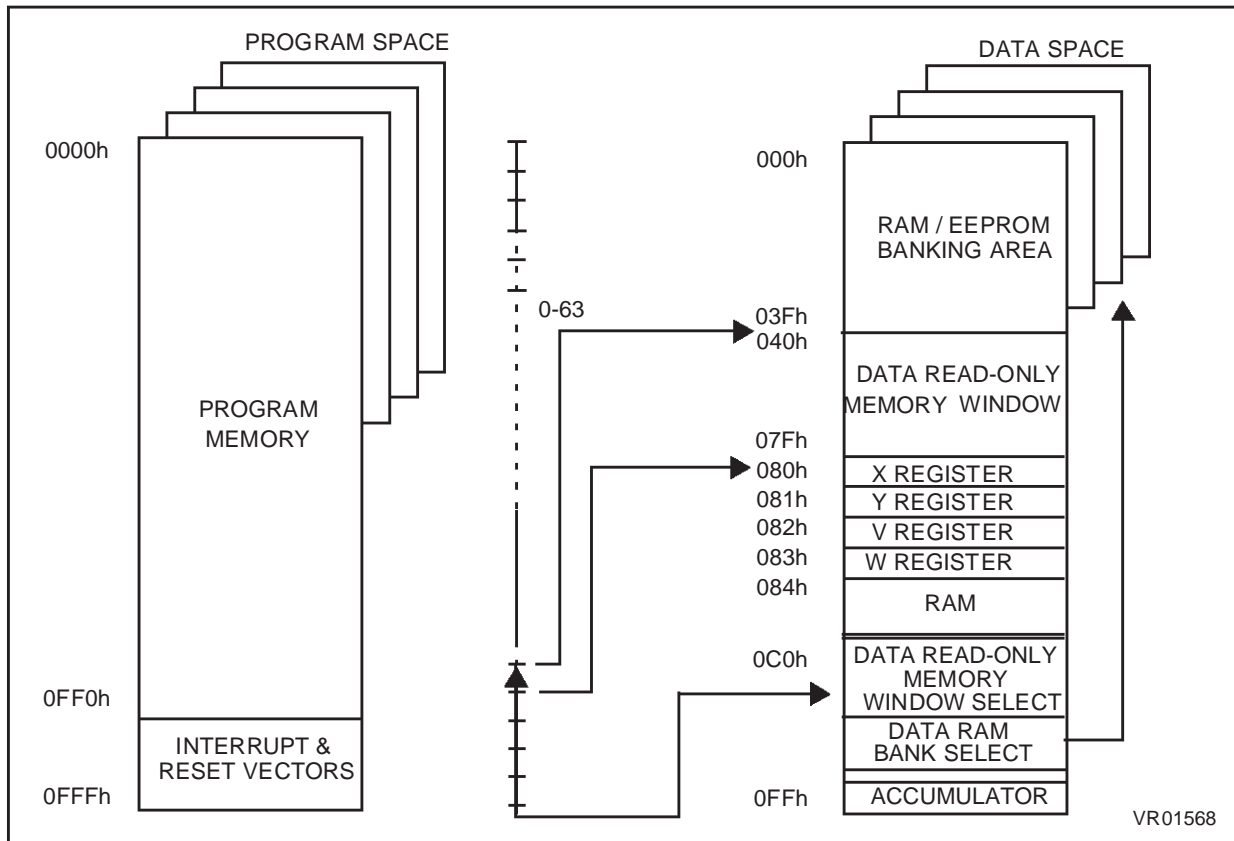 PROGRAM SPACE
0000h
PROGRAM
MEMORY
0FF0h
INTERRUPT &
RESET VECTORS
0FFFh
0-63
DATA SPACE
000h
RAM / EEPROM
BANKING AREA
03Fh
040h
DATA READ-ONLY
MEMORY WINDOW
07Fh
080h
X REGISTER
081h
Y REGISTER
082h
V REGISTER
083h
W REGISTER
084h
RAM
0C0h
DATA READ-ONLY
MEMORY
WINDOW SELECT
DATA RAM
BANK SELECT
0FFh
ACCUMULATOR
VR01568